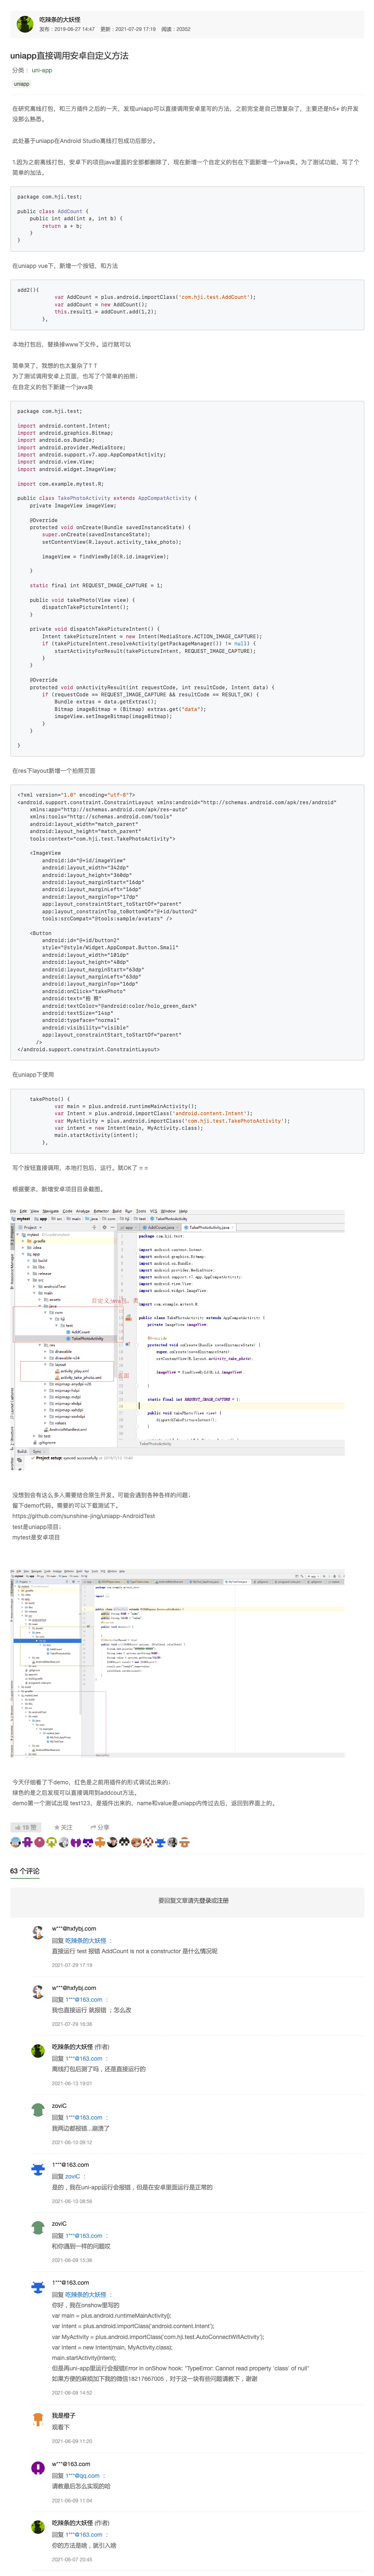 吃辣条的大妖怪
发布：2019-06-27 14:47 更新：2021-07-29 17:19 阅读：20352
uniapp直接调用安卓自定义方法
分类： uni-app
uniapp
在研究离线打包，和三方插件之后的一天，发现uniapp可以直接调用安卓里写的方法，之前完全是自己想复杂了，主要还是h5+ 的开发
没那么熟悉。
此处基于uniapp在Android Studio离线打包成功后部分。
1.因为之前离线打包，安卓下的项目java里面的全部都删除了，现在新增一个自定义的包在下面新增一个java类。为了测试功能，写了个
简单的加法。
package com.hji.test;
public class AddCount {
public int add(int a, int b) {
return a + b;
}
}
在uniapp vue下，新增一个按钮，和方法
add2(){
var AddCount = plus.android.importClass('com.hji.test.AddCount');
var addCount = new AddCount();
this.result1 = addCount.add(1,2);
},
本地打包后，替换掉www下文件。运行就可以
简单哭了，我想的也太复杂了T T
为了测试调用安卓上页面，也写了个简单的拍照；
在自定义的包下新建一个java类
package com.hji.test;
import android.content.Intent;
import android.graphics.Bitmap;
import android.os.Bundle;
import android.provider.MediaStore;
import android.support.v7.app.AppCompatActivity;
import android.view.View;
import android.widget.ImageView;
import com.example.mytest.R;
public class TakePhotoActivity extends AppCompatActivity {
private ImageView imageView;
@Override
protected void onCreate(Bundle savedInstanceState) {
super.onCreate(savedInstanceState);
setContentView(R.layout.activity_take_photo);
imageView = findViewById(R.id.imageView);
}
static final int REQUEST_IMAGE_CAPTURE = 1;
public void takePhoto(View view) {
dispatchTakePictureIntent();
}
private void dispatchTakePictureIntent() {
Intent takePictureIntent = new Intent(MediaStore.ACTION_IMAGE_CAPTURE);
if (takePictureIntent.resolveActivity(getPackageManager()) != null) {
startActivityForResult(takePictureIntent, REQUEST_IMAGE_CAPTURE);
}
}
@Override
protected void onActivityResult(int requestCode, int resultCode, Intent data) {
if (requestCode == REQUEST_IMAGE_CAPTURE && resultCode == RESULT_OK) {
Bundle extras = data.getExtras();
Bitmap imageBitmap = (Bitmap) extras.get("data");
imageView.setImageBitmap(imageBitmap);
}
}
}
在res下layout新增一个拍照页面
<?xml version="1.0" encoding="utf-8"?>
<android.support.constraint.ConstraintLayout xmlns:android="http://schemas.android.com/apk/res/android"
xmlns:app="http://schemas.android.com/apk/res-auto"
xmlns:tools="http://schemas.android.com/tools"
android:layout_width="match_parent"
android:layout_height="match_parent"
tools:context="com.hji.test.TakePhotoActivity">
<ImageView
android:id="@+id/imageView"
android:layout_width="342dp"
android:layout_height="360dp"
android:layout_marginStart="16dp"
android:layout_marginLeft="16dp"
android:layout_marginTop="17dp"
app:layout_constraintStart_toStartOf="parent"
app:layout_constraintTop_toBottomOf="@+id/button2"
tools:srcCompat="@tools:sample/avatars" />
<Button
android:id="@+id/button2"
style="@style/Widget.AppCompat.Button.Small"
android:layout_width="101dp"
android:layout_height="48dp"
android:layout_marginStart="63dp"
android:layout_marginLeft="63dp"
android:layout_marginTop="16dp"
android:onClick="takePhoto"
android:text="拍 照"
android:textColor="@android:color/holo_green_dark"
android:textSize="14sp"
android:typeface="normal"
android:visibility="visible"
app:layout_constraintStart_toStartOf="parent"
/>
</android.support.constraint.ConstraintLayout>
在uniapp下使用
takePhoto() {
var main = plus.android.runtimeMainActivity();
var Intent = plus.android.importClass('android.content.Intent');
var MyActivity = plus.android.importClass('com.hji.test.TakePhotoActivity');
var intent = new Intent(main, MyActivity.class);
main.startActivity(intent);
},
写个按钮直接调用，本地打包后，运行。就OK了 = =
根据要求，新增安卓项目目录截图。
没想到会有这么多人需要结合原生开发。可能会遇到各种各样的问题；
留下demo代码。需要的可以下载测试下。
https://github.com/sunshine-jing/uniapp-AndroidTest
test是uniapp项目；
mytest是安卓项目
今天仔细看了下demo，红色是之前用插件的形式调试出来的；
绿色的是之后发现可以直接调用到addcout方法。
demo第一个测试出现 test123，是插件出来的，name和value是uniapp内传过去后，返回到界面上的。
18 赞 关注 分享
63 个评论
要回复文章请先登录或注册
w***@hxfybj.com
回复 吃辣条的大妖怪 ：
直接运行 test 报错 AddCount is not a constructor 是什么情况呢
2021-07-29 17:19
w***@hxfybj.com
回复 1***@163.com ：
我也直接运行 就报错 ；怎么改
2021-07-29 16:36
吃辣条的大妖怪 (作者)
回复 1***@163.com ：
离线打包后测了吗，还是直接运行的
2021-06-13 19:01
zoviC
回复 1***@163.com ：
我两边都报错...崩溃了
2021-06-10 09:12
1***@163.com
回复 zoviC ：
是的，我在uni-app运行会报错，但是在安卓里面运行是正常的
2021-06-10 08:56
zoviC
回复 1***@163.com ：
和你遇到一样的问题哎
2021-06-09 15:36
1***@163.com
回复 吃辣条的大妖怪 ：
你好，我在onshow里写的
var main = plus.android.runtimeMainActivity();
var Intent = plus.android.importClass('android.content.Intent');
var MyActivity = plus.android.importClass('com.hj.test.AutoConnectWifiActivity');
var intent = new Intent(main, MyActivity.class);
main.startActivity(intent);
但是再uni-app里运行会报错Error in onShow hook: "TypeError: Cannot read property 'class' of null"
如果方便的麻烦加下我的微信18217667005，对于这一块有些问题请教下，谢谢
2021-06-09 14:52
我是橙子
观看下
2021-06-09 11:20
w***@163.com
回复 1***@qq.com ：
请教最后怎么实现的哈
2021-06-09 11:04
吃辣条的大妖怪 (作者)
回复 1***@163.com ：
你的方法是啥，就引入啥
2021-06-07 20:45